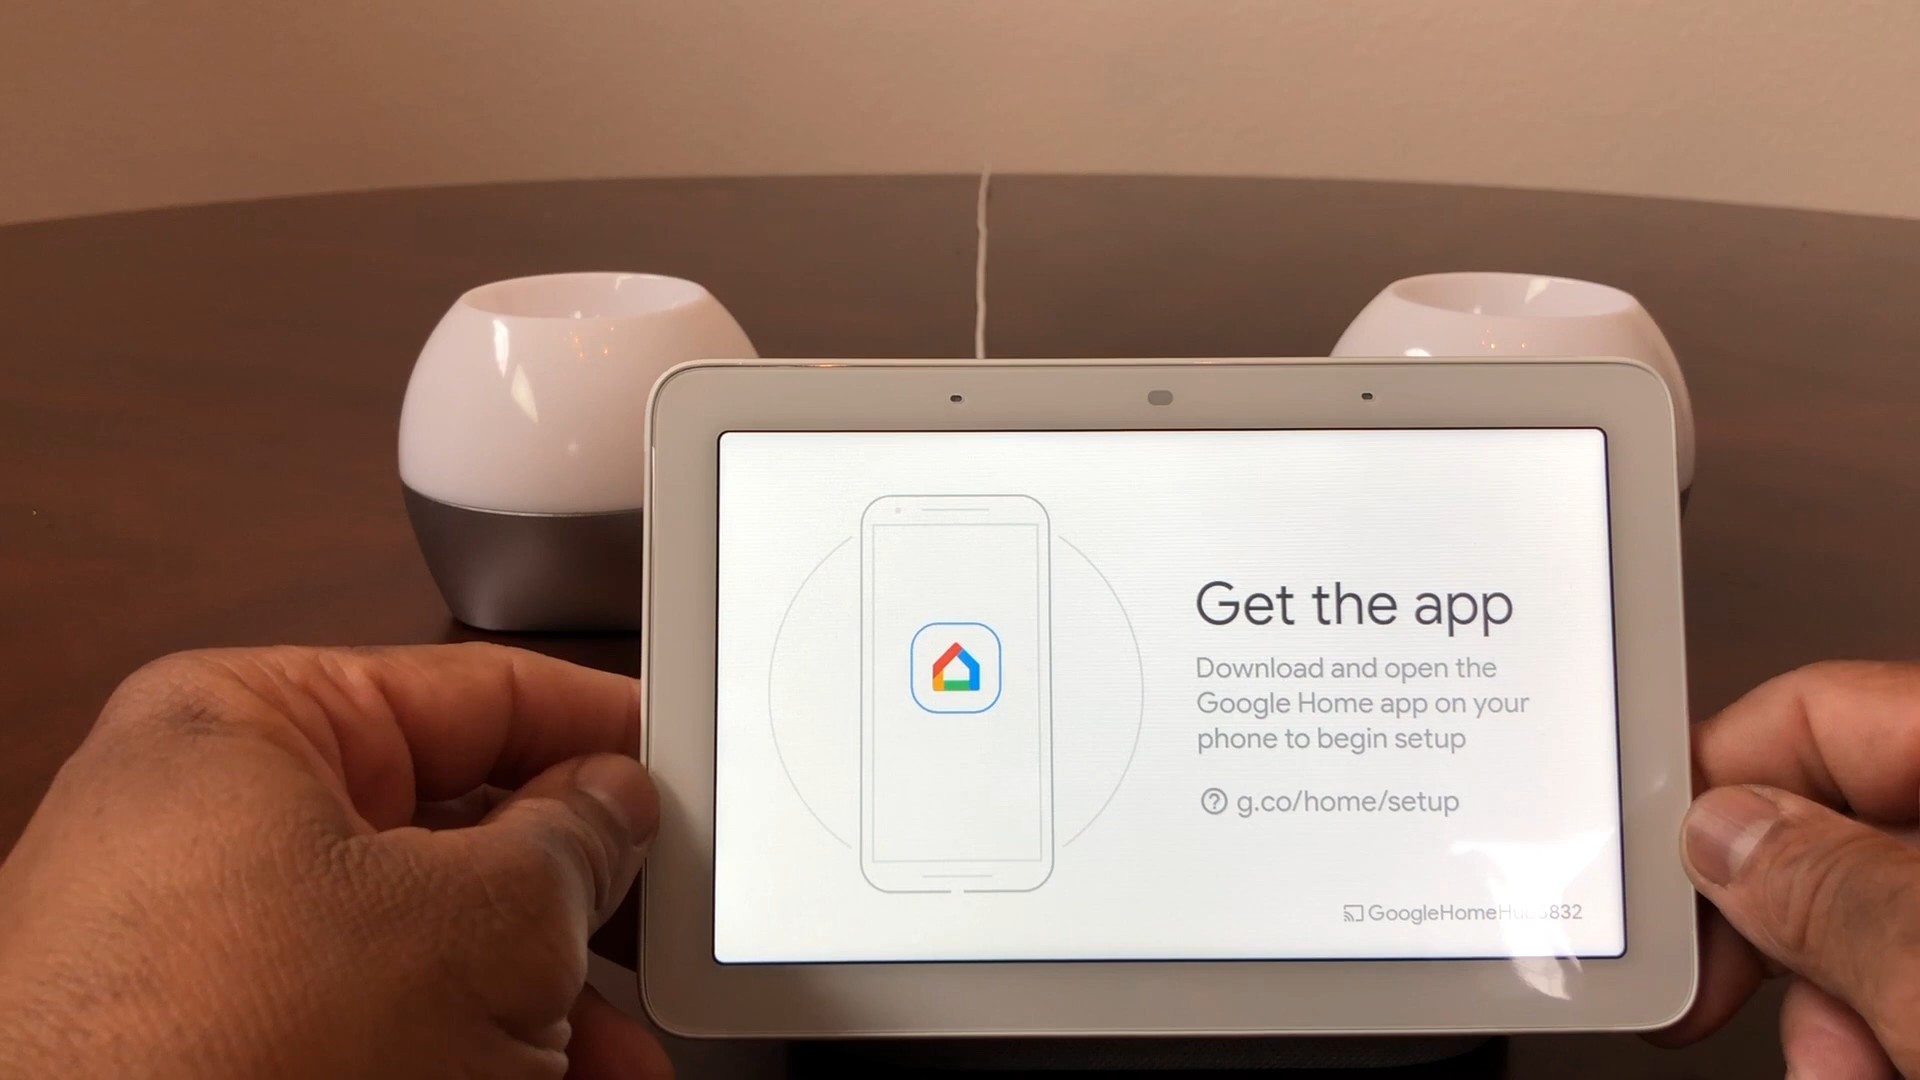 Get the app
Download and open the
Google Home app on your
phone to begin setup
g.co/home/setup